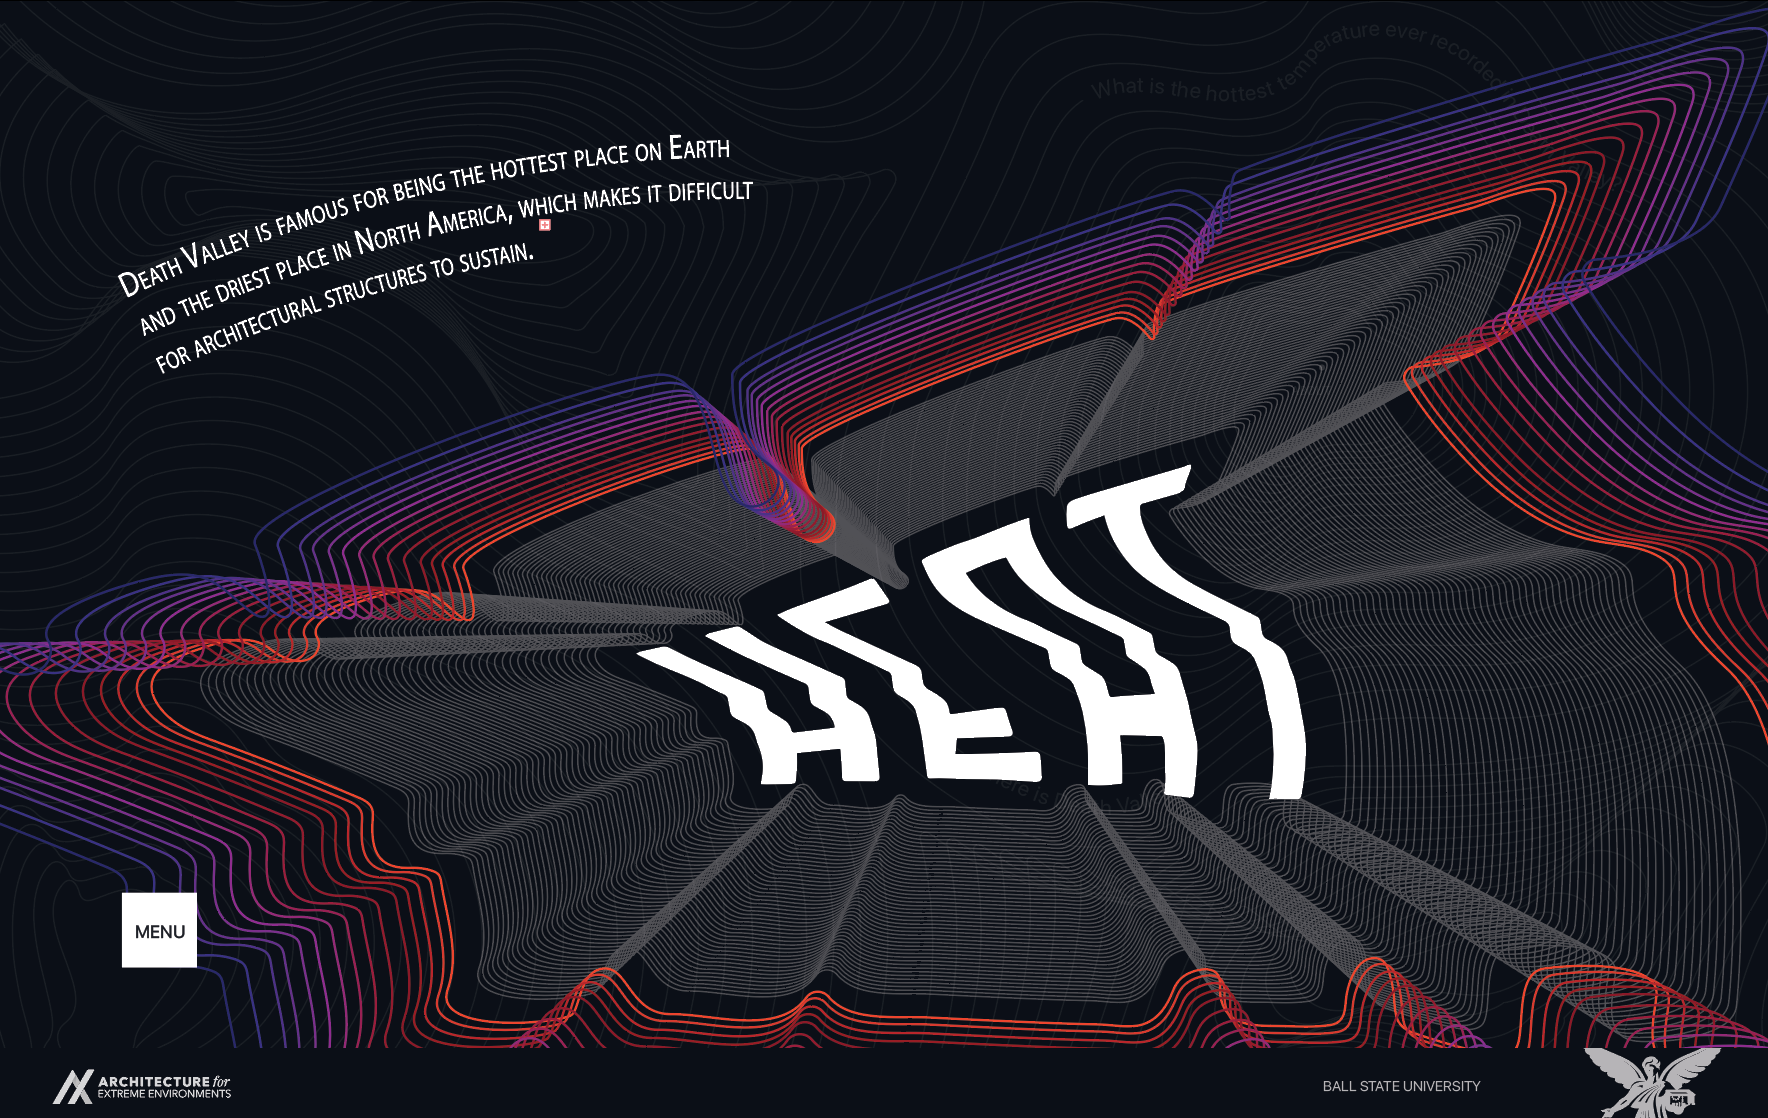 What is the hottest temperature ever recorded
Death Valley is famous for being the hottest place on Earth
and the driest place in North America, which makes it difficult
for architectural structures to sustain.
HEAT
MENU
ARCHITECTURE for
EXTREME ENVIRONMENTS
BALL STATE UNIVERSITY